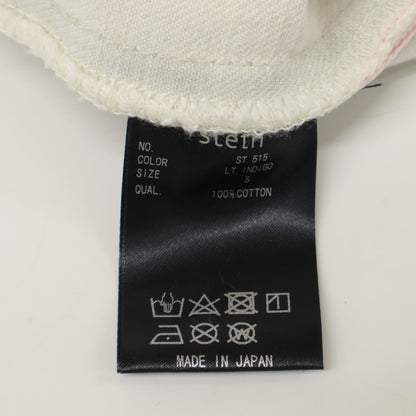 stein
NO. ST.515
COLOR LT.INDIGO
SIZE S
QUAL. 100%COTTON
MADE IN JAPAN